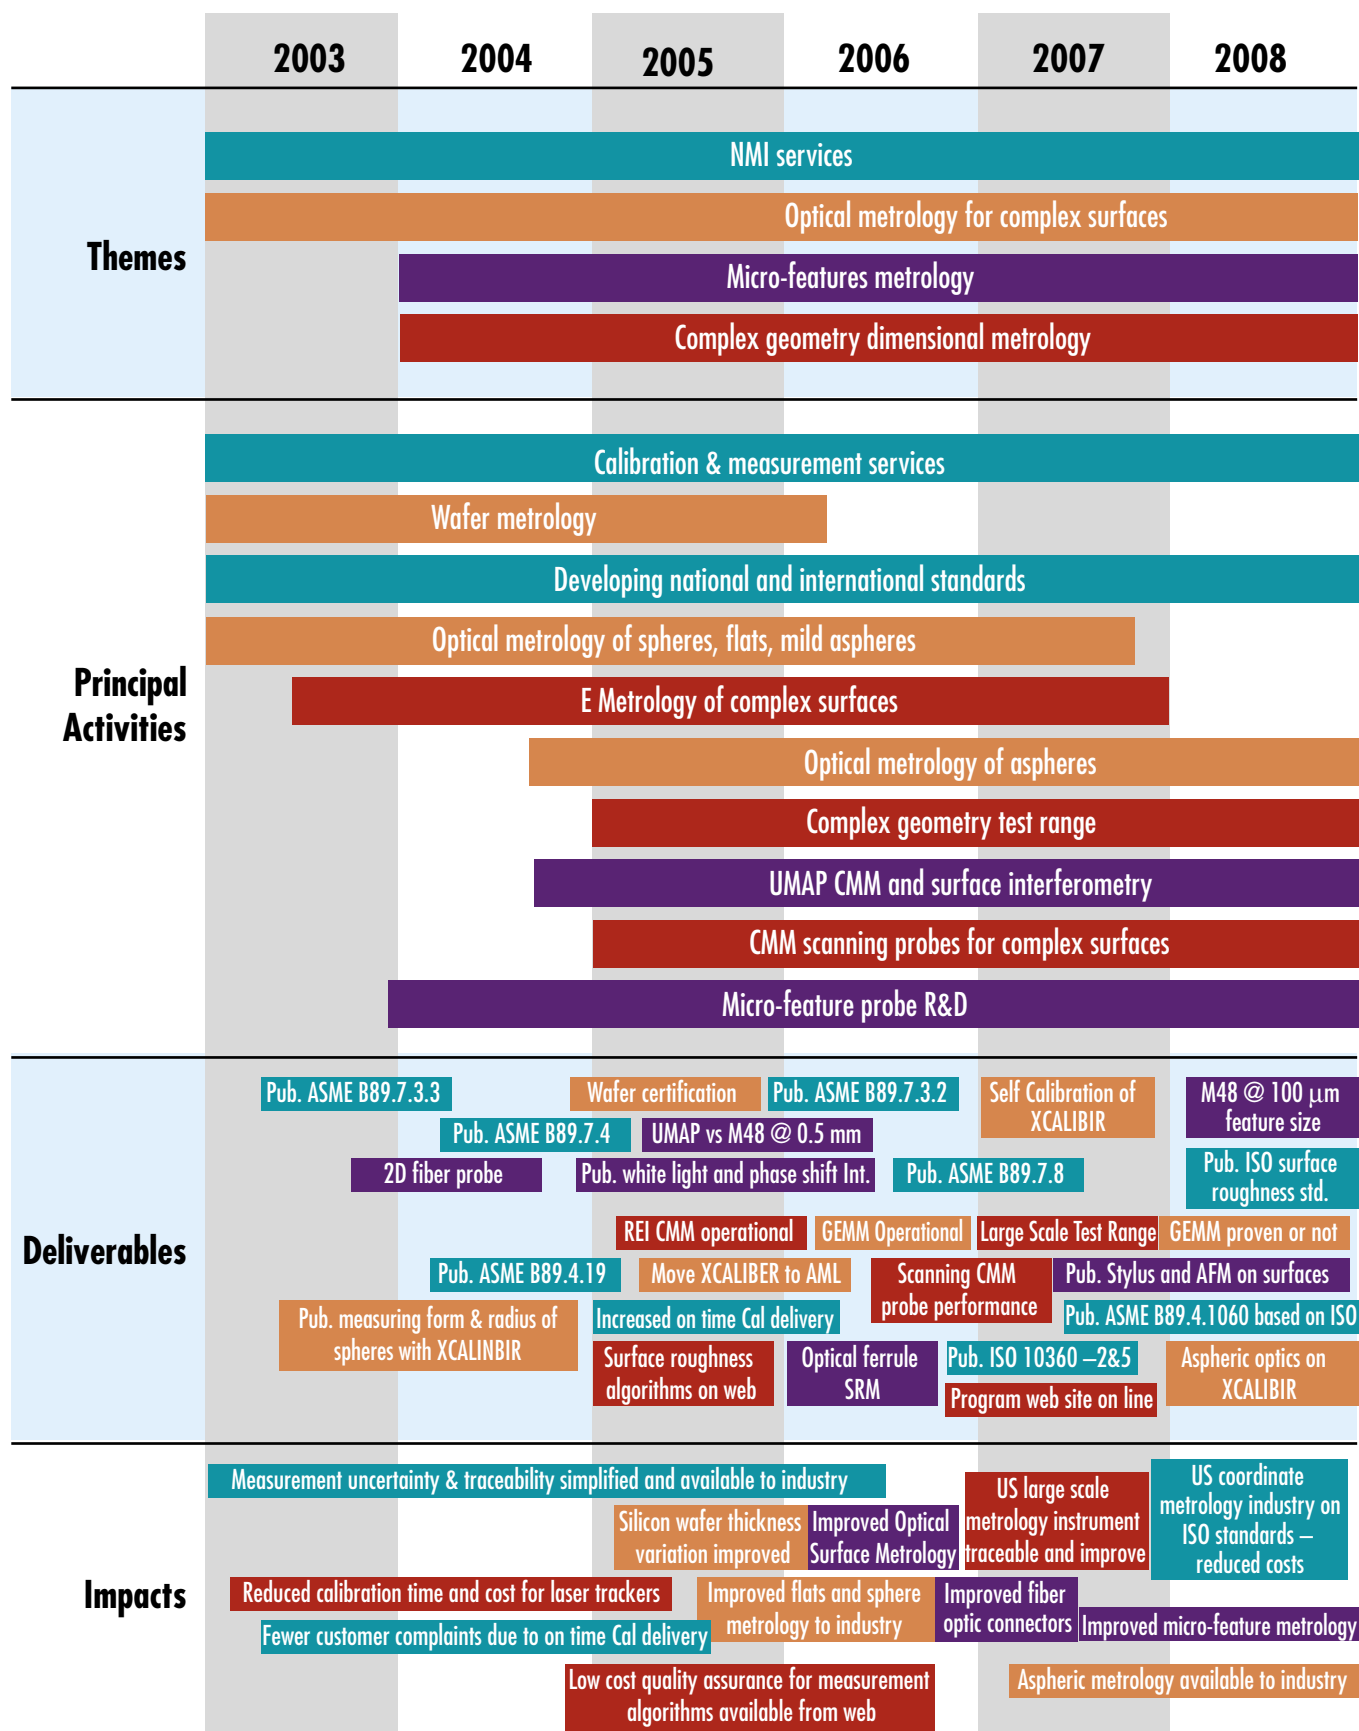 2003 2004 2005 2006 2007 2008
Themes
NMI services
Optical metrology for complex surfaces
Micro-features metrology
Complex geometry dimensional metrology
Principal
Activities
Calibration & measurement services
Wafer metrology
Developing national and international standards
Optical metrology of spheres, flats, mild aspheres
E Metrology of complex surfaces
Optical metrology of aspheres
Complex geometry test range
UMAP CMM and surface interferometry
CMM scanning probes for complex surfaces
Micro-feature probe R&D
Deliverables
Pub. ASME B89.7.3.3
Wafer certification
Pub. ASME B89.7.3.2
Self Calibration of
XCALIBIR
M48 @ 100 µm
feature size
Pub. ASME B89.7.4
UMAP vs M48 @ 0.5 mm
2D fiber probe
Pub. white light and phase shift Int.
Pub. ASME B89.7.8
Pub. ISO surface
roughness std.
REI CMM operational
GEMM Operational
Large Scale Test Range
GEMM proven or not
Pub. ASME B89.4.19
Move XCALIBER to AML
Scanning CMM
probe performance
Pub. Stylus and AFM on surfaces
Pub. measuring form & radius of
spheres with XCALINBIR
Increased on time Cal delivery
Pub. ASME B89.4.1060 based on ISO
Surface roughness
algorithms on web
Optical ferrule
SRM
Pub. ISO 10360 –2&5
Aspheric optics on
XCALIBIR
Program web site on line
Impacts
Measurement uncertainty & traceability simplified and available to industry
US large scale
metrology instrument
traceable and improve
US coordinate
metrology industry on
ISO standards –
reduced costs
Silicon wafer thickness
variation improved
Improved Optical
Surface Metrology
Reduced calibration time and cost for laser trackers
Improved flats and sphere
metrology to industry
Improved fiber
optic connectors
Improved micro-feature metrology
Fewer customer complaints due to on time Cal delivery
Low cost quality assurance for measurement
algorithms available from web
Aspheric metrology available to industry